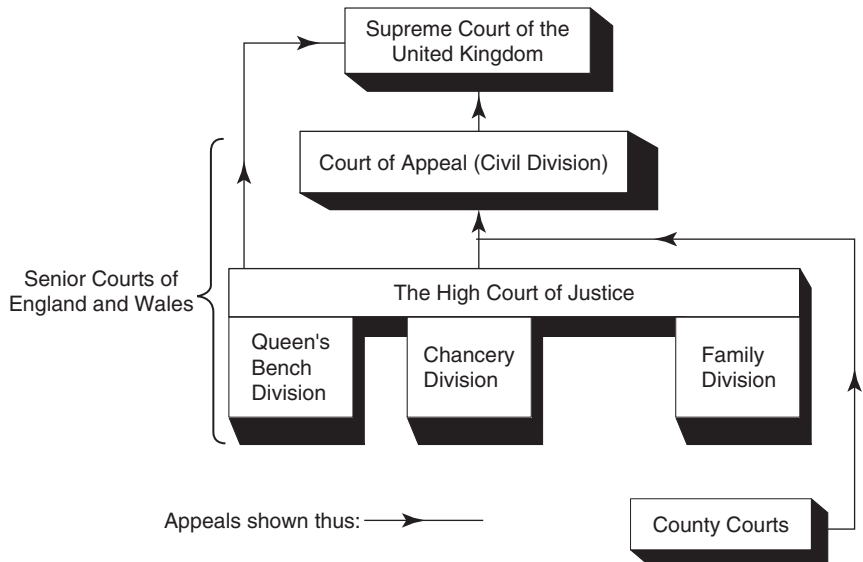 Supreme Court of the
United Kingdom
Court of Appeal (Civil Division)
Senior Courts of
England and Wales
The High Court of Justice
Queen's
Bench
Division
Chancery
Division
Family
Division
Appeals shown thus:
County Courts